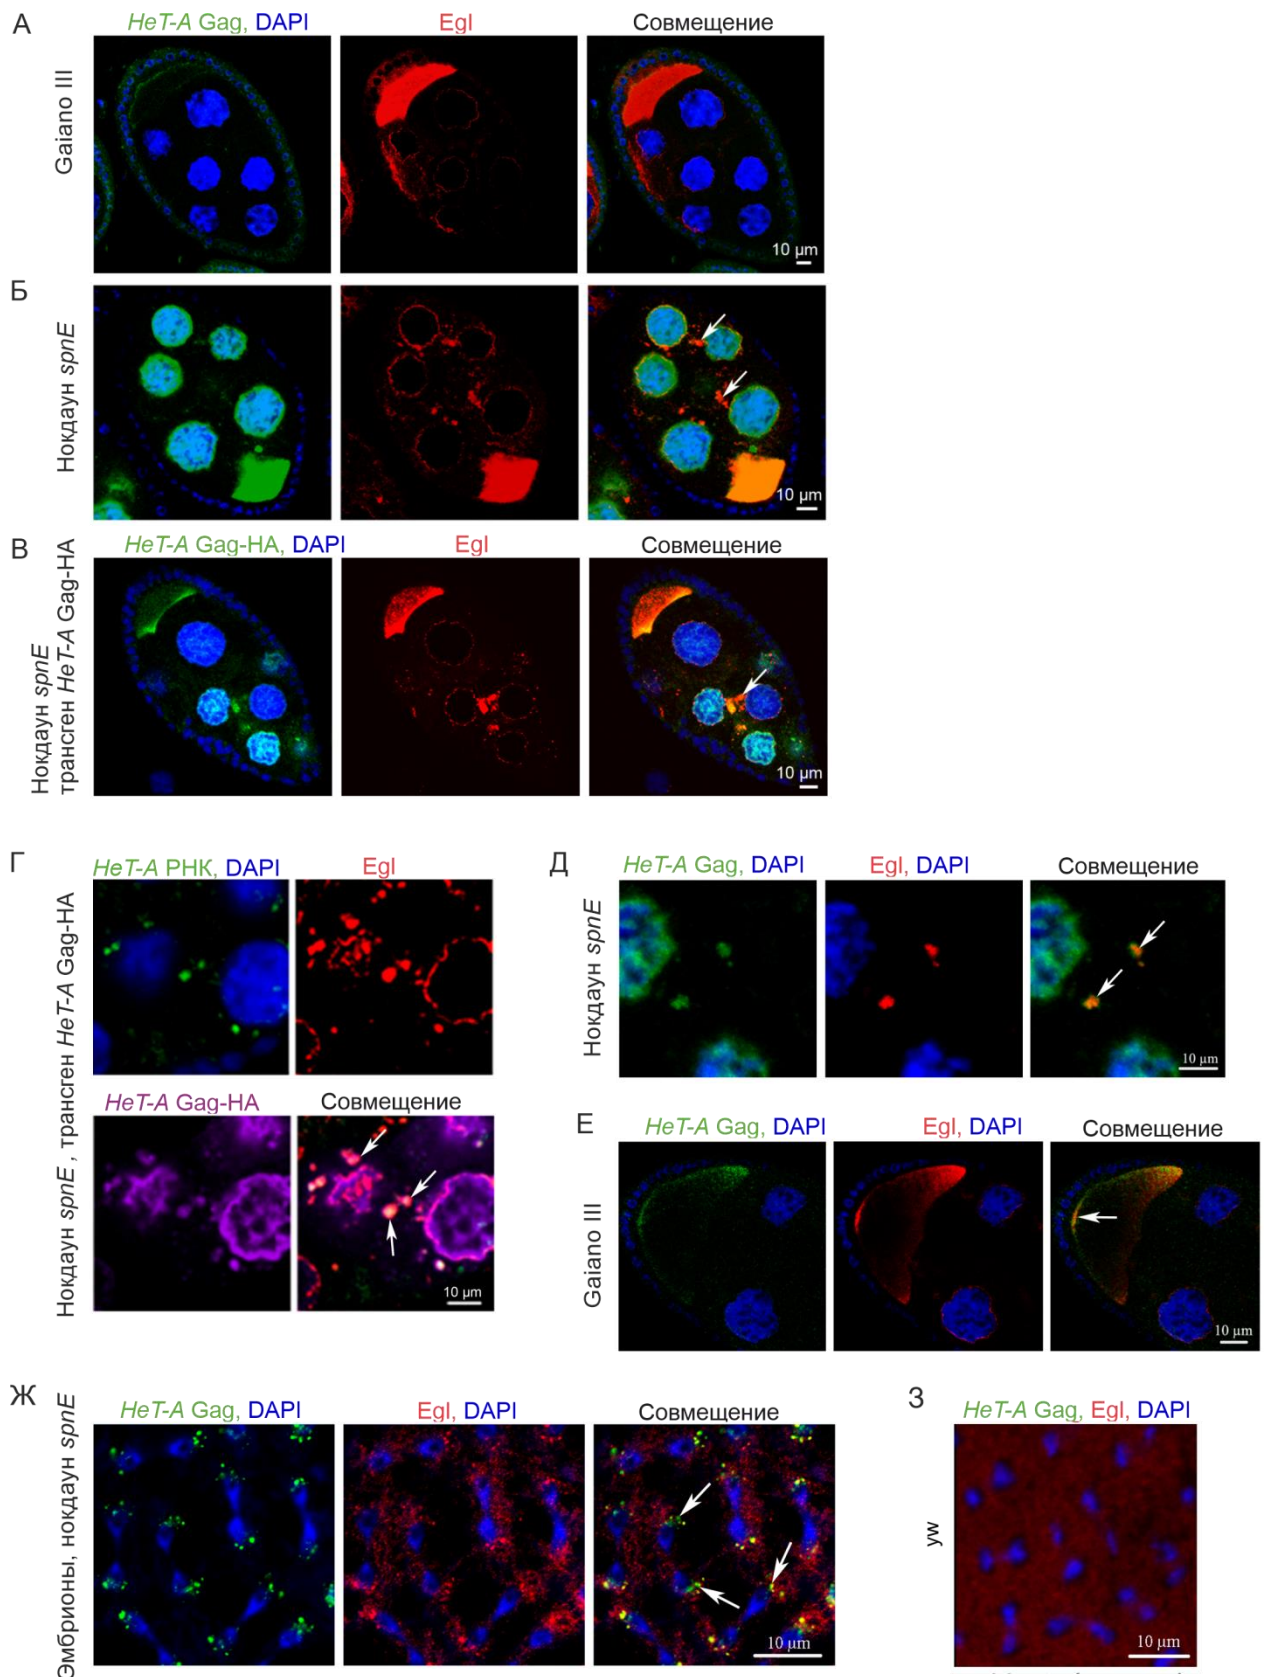 А
HeT-A Gag, DAPI
Egl
Совмещение
Gaiano III
10 µm
Б
Нокдаун spnE
10 µm
В
HeT-A Gag-HA, DAPI
Egl
Совмещение
Нокдаун spnE
трансген HeT-A Gag-HA
10 µm
Г
HeT-A РНК, DAPI
Egl
Нокдаун spnE , трансген HeT-A Gag-HA
HeT-A Gag-HA
Совмещение
10 µm
Д
HeT-A Gag, DAPI
Egl, DAPI
Совмещение
Нокдаун spnE
10 µm
Е
HeT-A Gag, DAPI
Egl, DAPI
Совмещение
Gaiano III
10 µm
Ж
HeT-A Gag, DAPI
Egl, DAPI
Совмещение
Эмбрионы, нокдаун spnE
10 µm
З
HeT-A Gag, Egl, DAPI
yw
10 µm